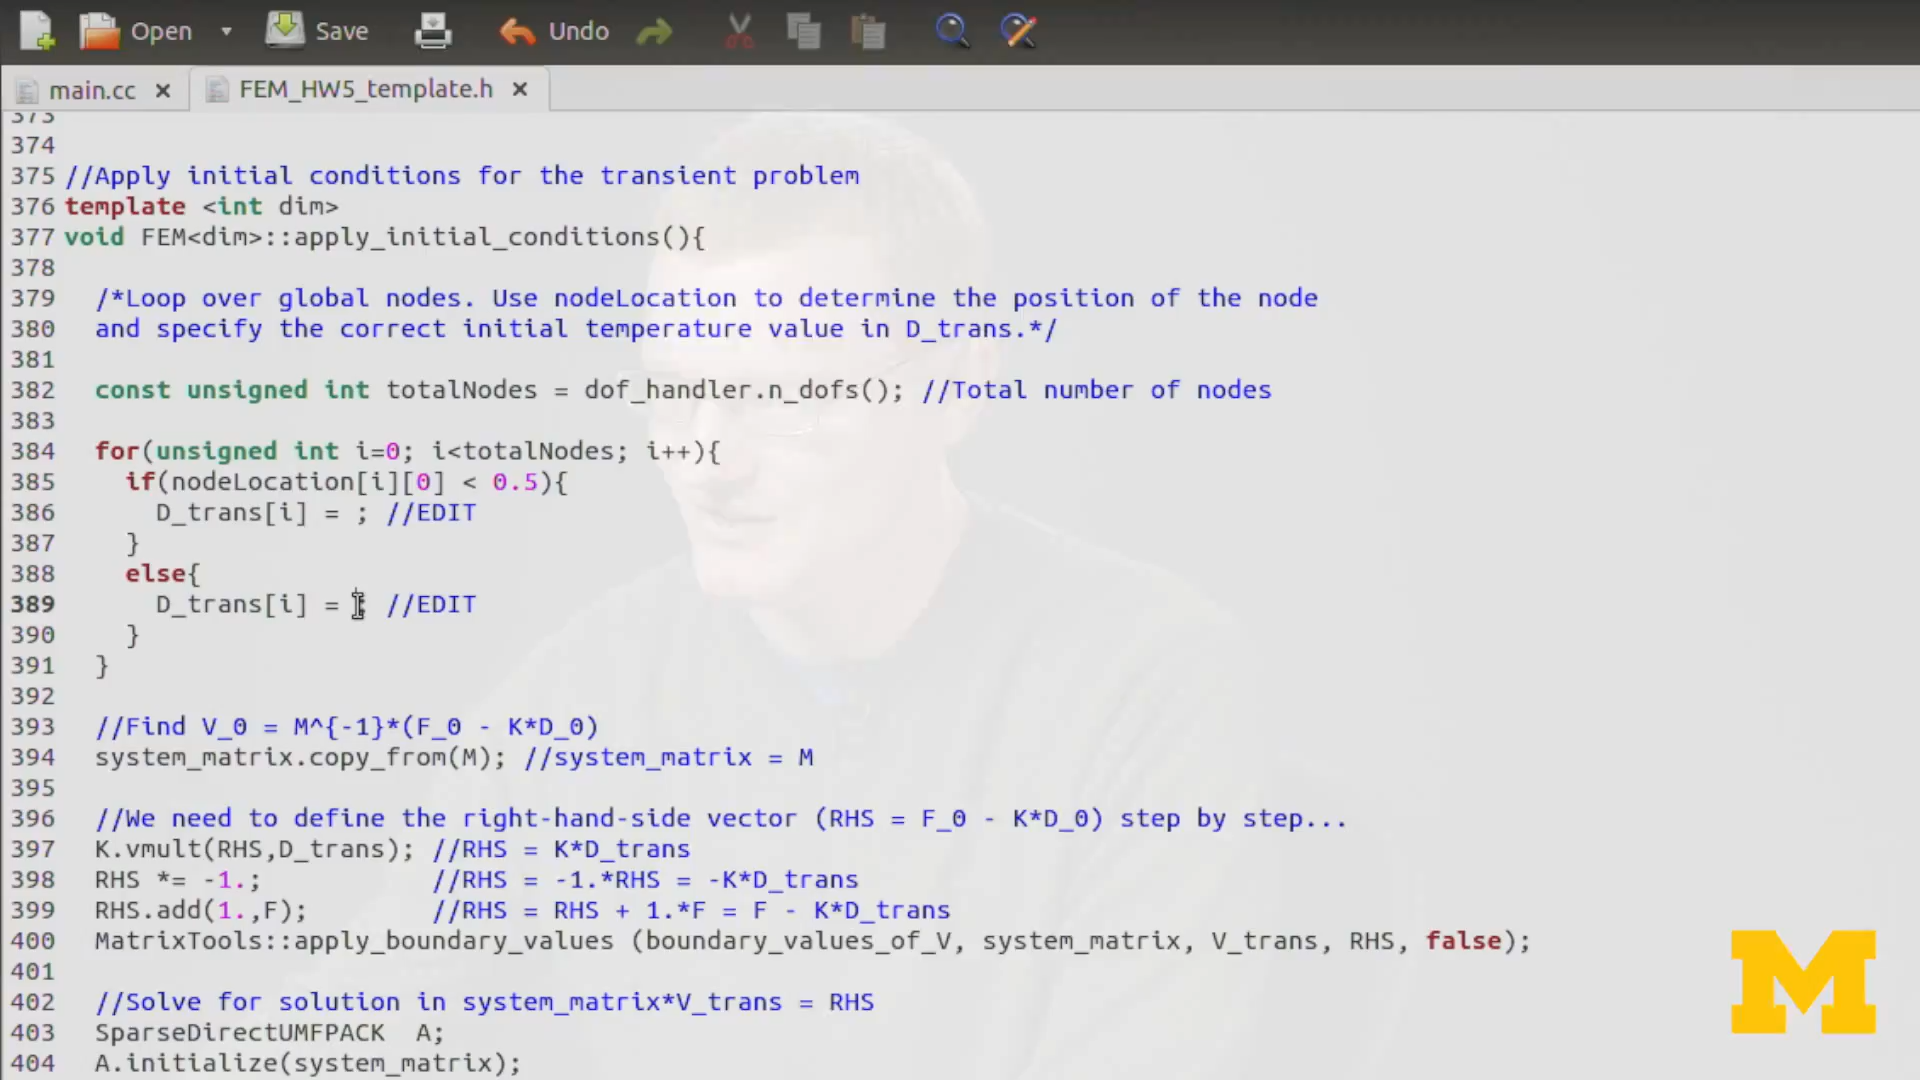 Open Save Undo
main.cc × FEM_HW5_template.h ×
373
374
375 //Apply initial conditions for the transient problem
376 template <int dim>
377 void FEM<dim>::apply_initial_conditions(){
378
379 /*Loop over global nodes. Use nodeLocation to determine the position of the node
380 and specify the correct initial temperature value in D_trans.*/
381
382 const unsigned int totalNodes = dof_handler.n_dofs(); //Total number of nodes
383
384 for(unsigned int i=0; i<totalNodes; i++){
385 if(nodeLocation[i][0] < 0.5){
386 D_trans[i] = ; //EDIT
387 }
388 else{
389 D_trans[i] = ; //EDIT
390 }
391 }
392
393 //Find V_0 = M^{-1}*(F_0 - K*D_0)
394 system_matrix.copy_from(M); //system_matrix = M
395
396 //We need to define the right-hand-side vector (RHS = F_0 - K*D_0) step by step...
397 K.vmult(RHS,D_trans); //RHS = K*D_trans
398 RHS *= -1.; //RHS = -1.*RHS = -K*D_trans
399 RHS.add(1.,F); //RHS = RHS + 1.*F = F - K*D_trans
400 MatrixTools::apply_boundary_values (boundary_values_of_V, system_matrix, V_trans, RHS, false);
401
402 //Solve for solution in system_matrix*V_trans = RHS
403 SparseDirectUMFPACK A;
404 A.initialize(system_matrix);
M